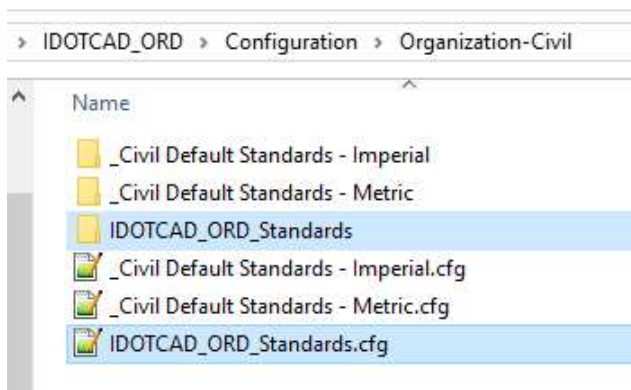 > IDOTCAD_ORD > Configuration > Organization-Civil
Name
_Civil Default Standards - Imperial
_Civil Default Standards - Metric
IDOTCAD_ORD_Standards
_Civil Default Standards - Imperial.cfg
_Civil Default Standards - Metric.cfg
IDOTCAD_ORD_Standards.cfg